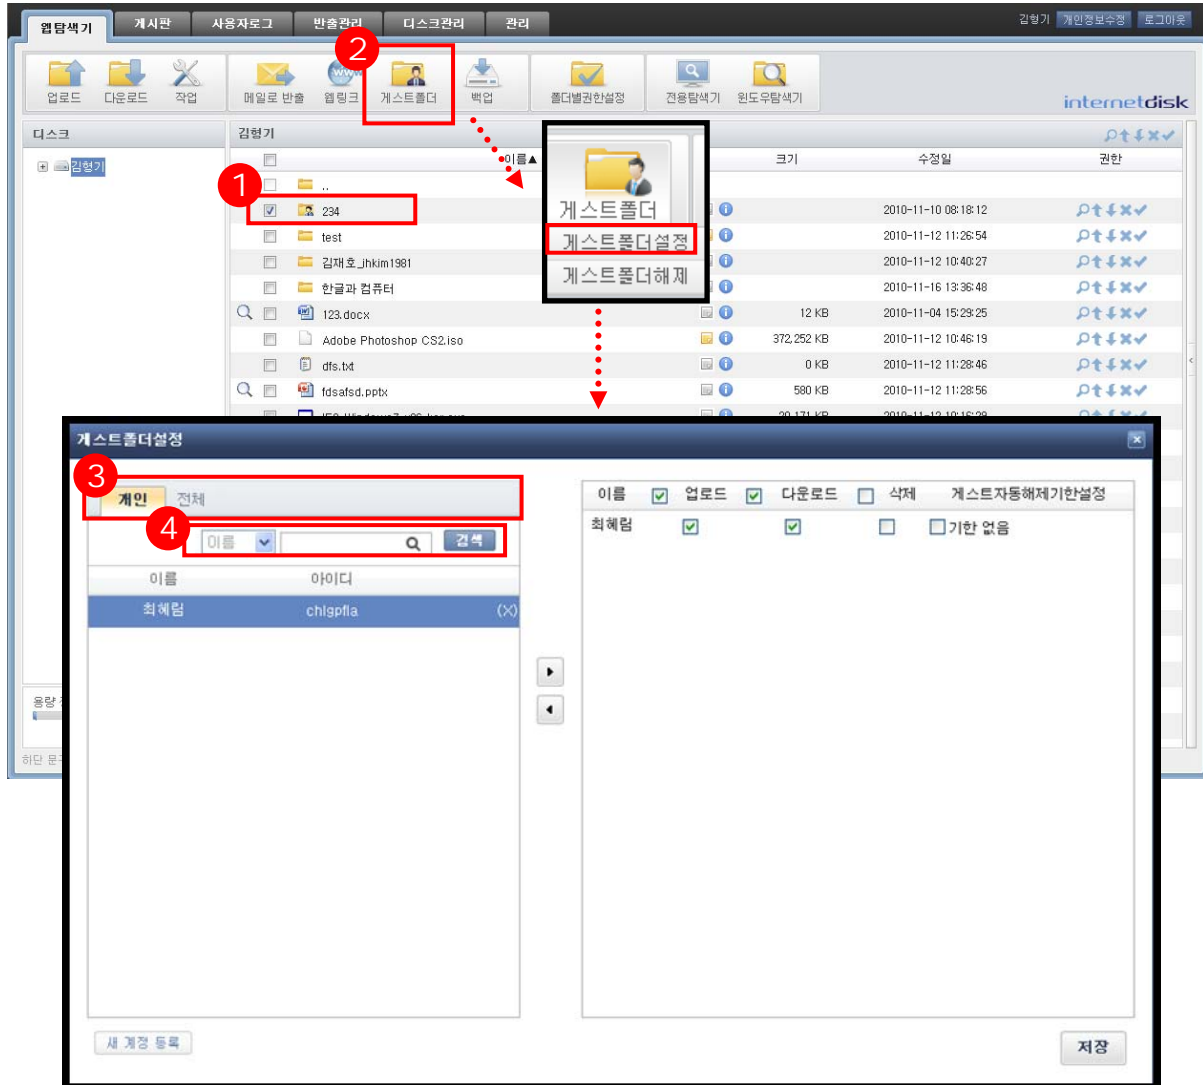 웹탐색기 게시판 사용자로그 반출관리 디스크관리 관리 김형기 개인정보수정 로그아웃
2
업로드 다운로드 작업 메일로 반출 웹링크 게스트폴더 백업 폴더별권한설정 전용탐색기 윈도우탐색기
internetdisk
디스크 김형기
김형기
이름▲ 크기 수정일 권한
1
..
234 2010-11-10 08:18:12
test 2010-11-12 11:26:54
김재호_jhkim1981 2010-11-12 10:40:27
한글과 컴퓨터 2010-11-16 13:36:48
123.docx 12 KB 2010-11-04 15:29:25
Adobe Photoshop CS2.iso 372,252 KB 2010-11-12 10:46:19
dfs.txt 0 KB 2010-11-12 11:28:46
fdsafsd.pptx 580 KB 2010-11-12 11:28:56
게스트폴더
게스트폴더설정
게스트폴더해제
게스트폴더설정
3
개인 전체
4
이름 검색
이름 아이디
최혜림 chlgpfla (X)
이름 업로드 다운로드 삭제 게스트자동해제기한설정
최혜림 기한 없음
용량
하단
새 계정 등록
저장